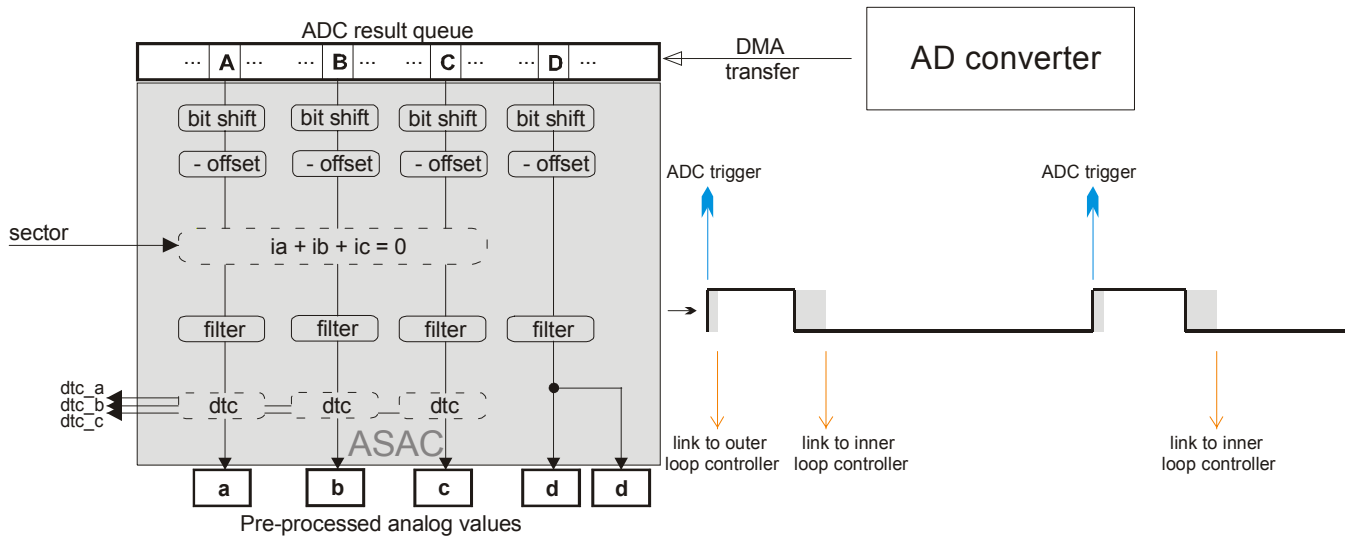 ADC result queue
DMA
transfer
AD converter
... A ... ... B ... ... C ... ... D ...
bit shift bit shift bit shift bit shift
- offset - offset - offset - offset
ADC trigger ADC trigger
sector
ia + ib + ic = 0
filter filter filter filter
dtc_a
dtc_b
dtc_c
dtc dtc dtc
ASAC
link to outer
loop controller
link to inner
loop controller
link to inner
loop controller
a b c d d
Pre-processed analog values